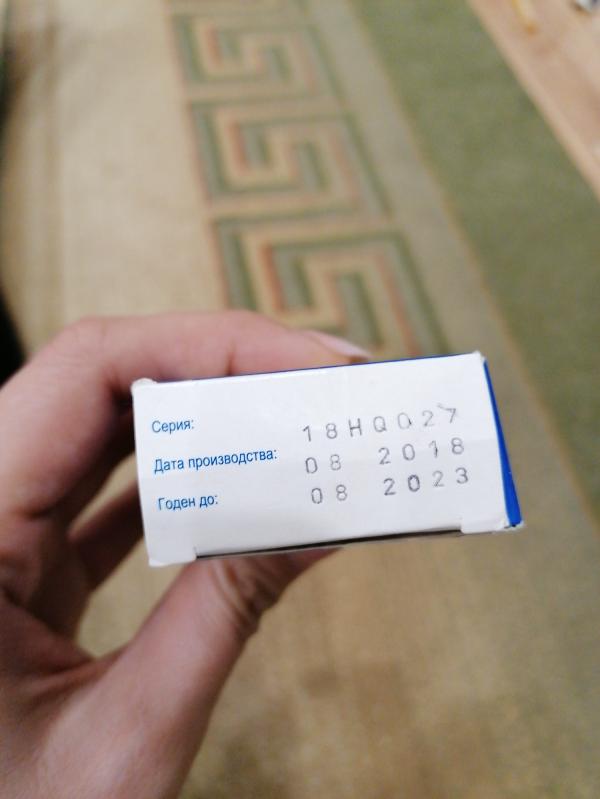 Серия: 18HQ027
Дата производства: 08 2018
Годен до: 08 2023